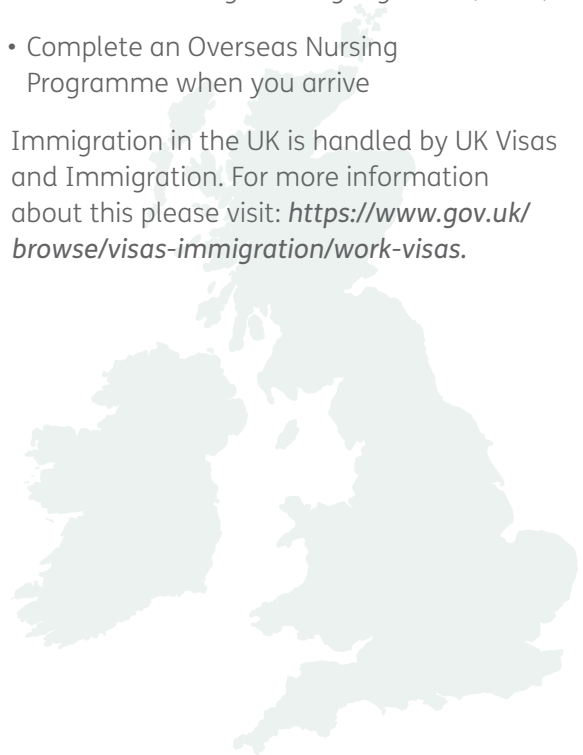 • Complete an Overseas Nursing
Programme when you arrive
Immigration in the UK is handled by UK Visas
and Immigration. For more information
about this please visit: https://www.gov.uk/
browse/visas-immigration/work-visas.